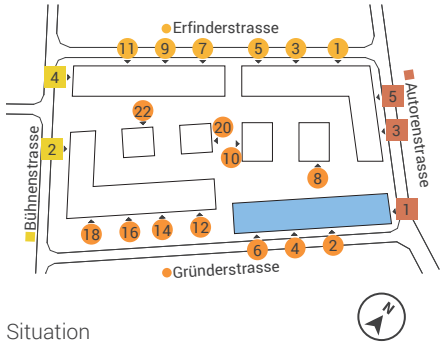 Erfinderstrasse
11 9 7 5 3 1
4
5
Autorenstrasse
22
20
3
2
10
8
Bühnenstrasse
18 16 14 12
1
6 4 2
Gründerstrasse
N
Situation